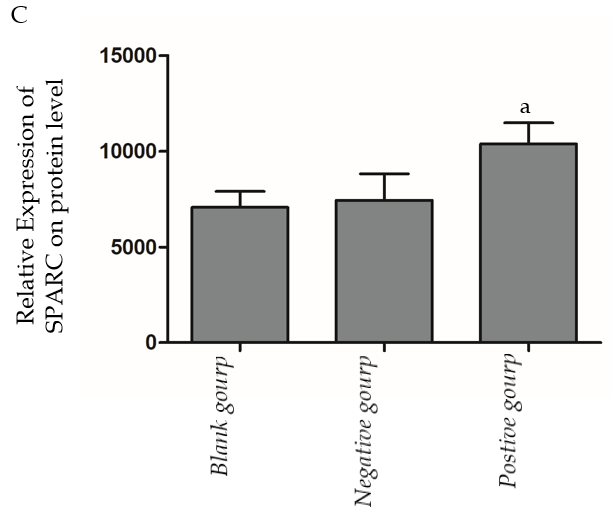 C
Relative Expression of
SPARC on protein level
15000
10000
5000
0
a
Blank gourp
Negative gourp
Postive gourp